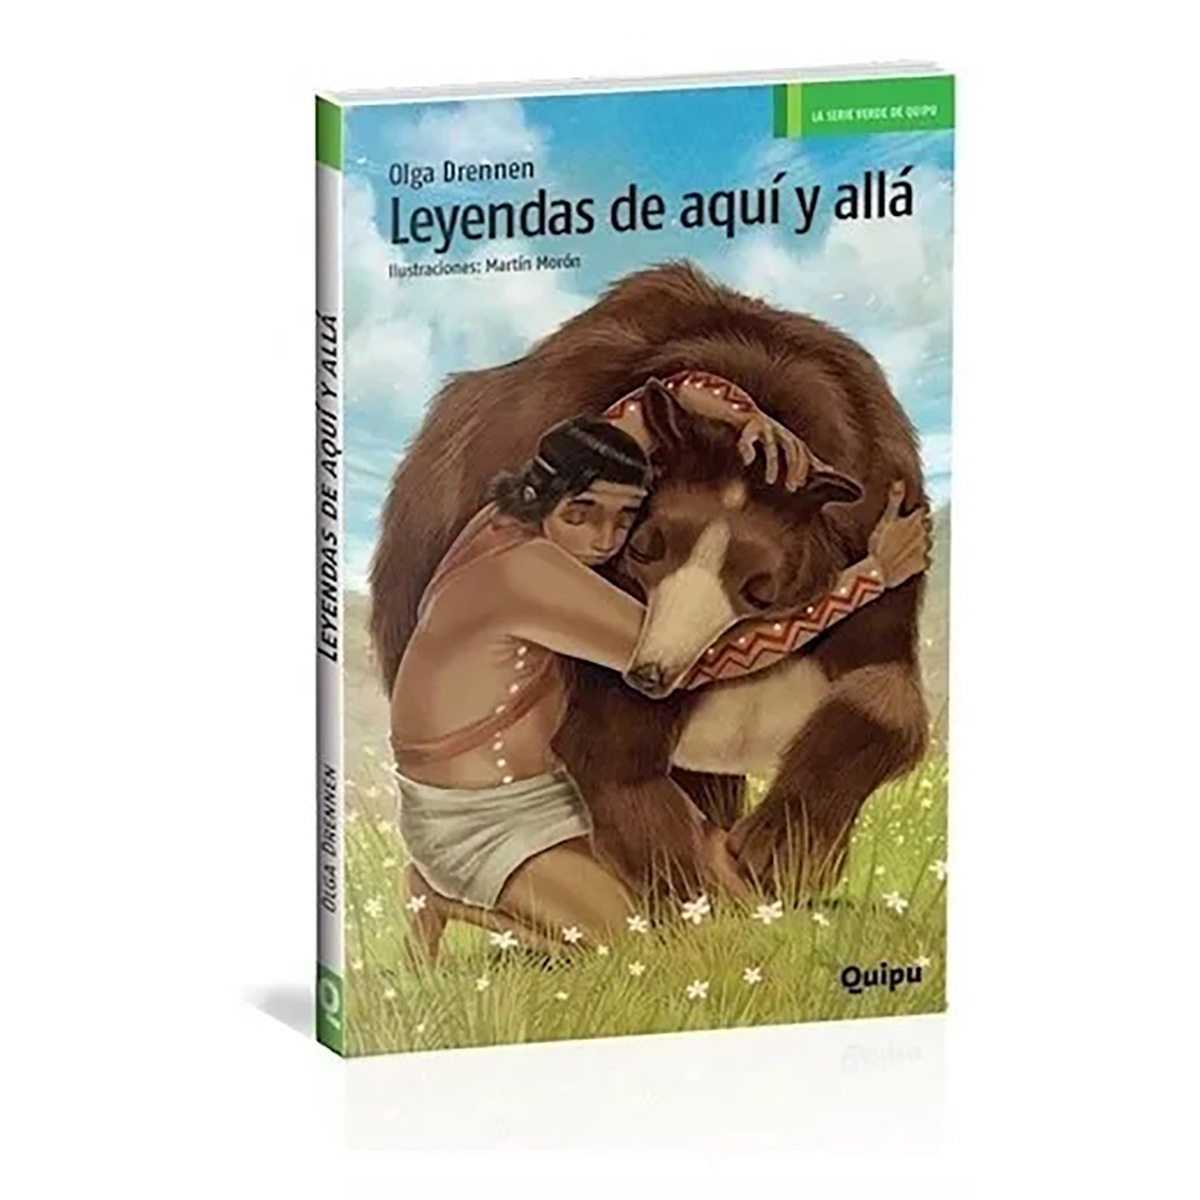 LA SERIE VERDE DE QUIPU
Olga Drennen
Leyendas de aquí y allá
Ilustraciones: Martín Morón
Quipu
LEYENDAS DE AQUÍ Y ALLÁ
OLGA DRENNEN
Q
Quipu